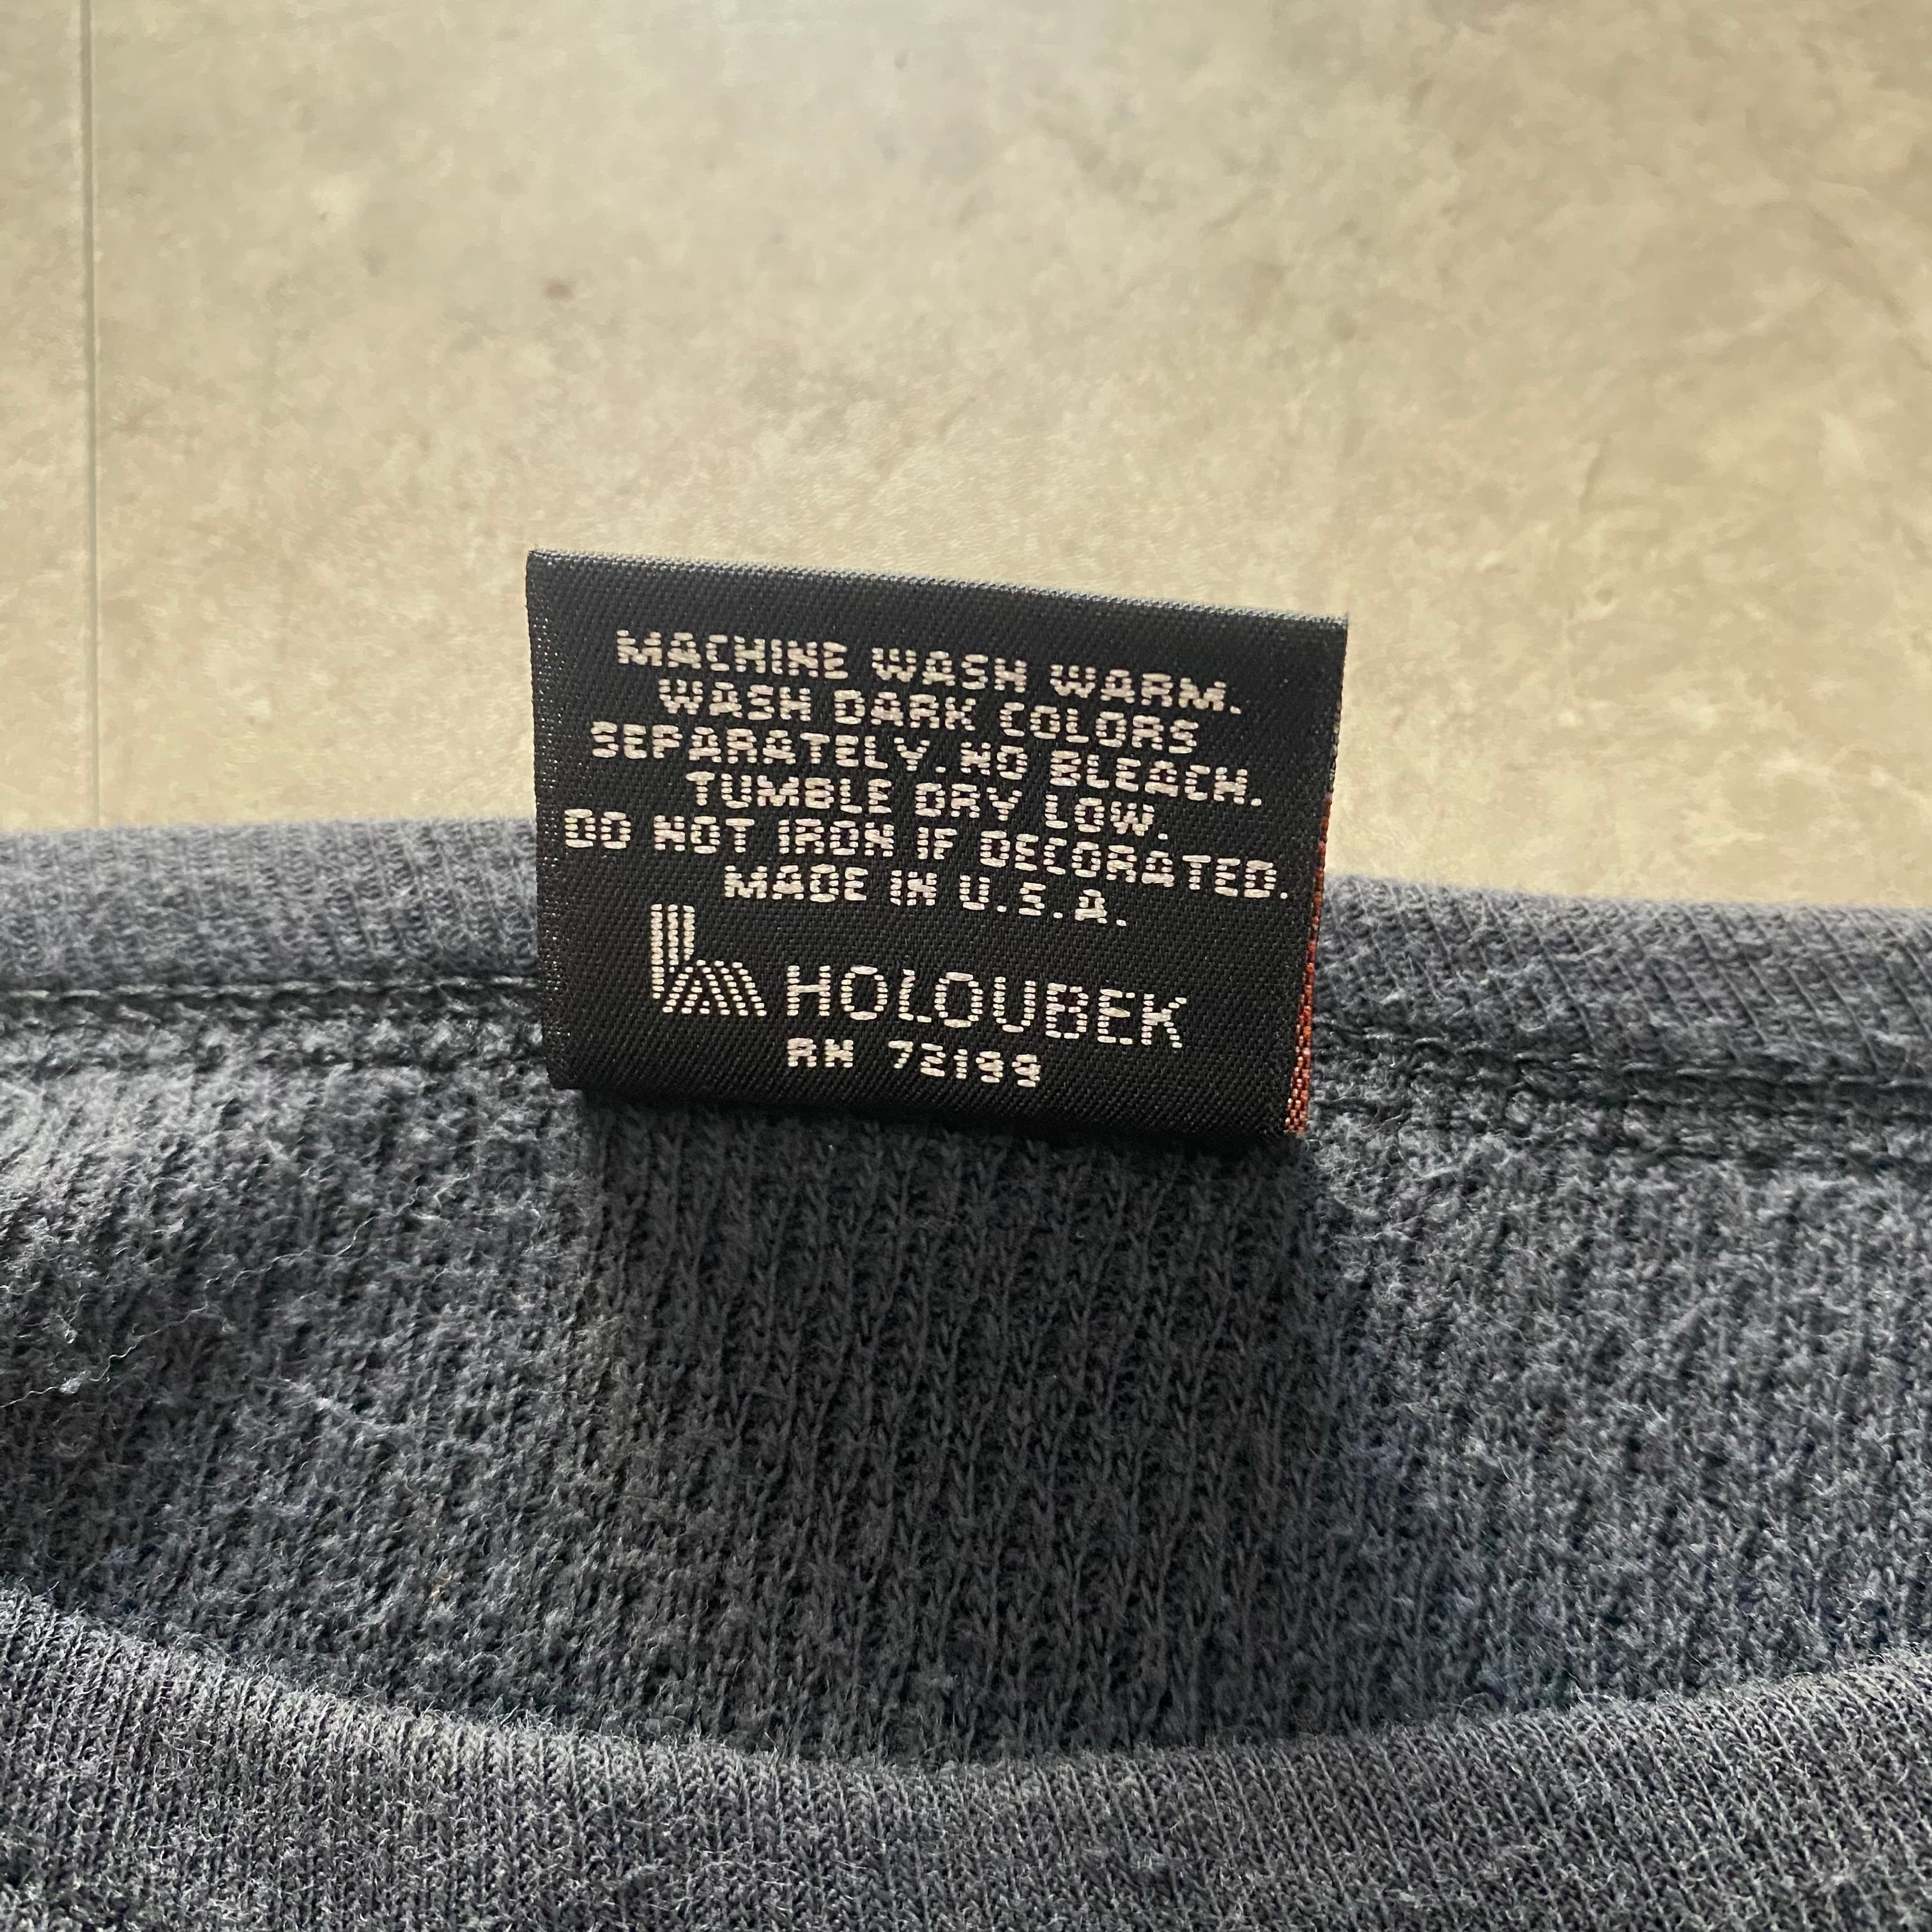 MACHINE WASH WARM.
WASH DARK COLORS
SEPARATELY. NO BLEACH.
TUMBLE DRY LOW.
DO NOT IRON IF DECORATED.
MADE IN U.S.A.
HOLOUBEK
RN 72199